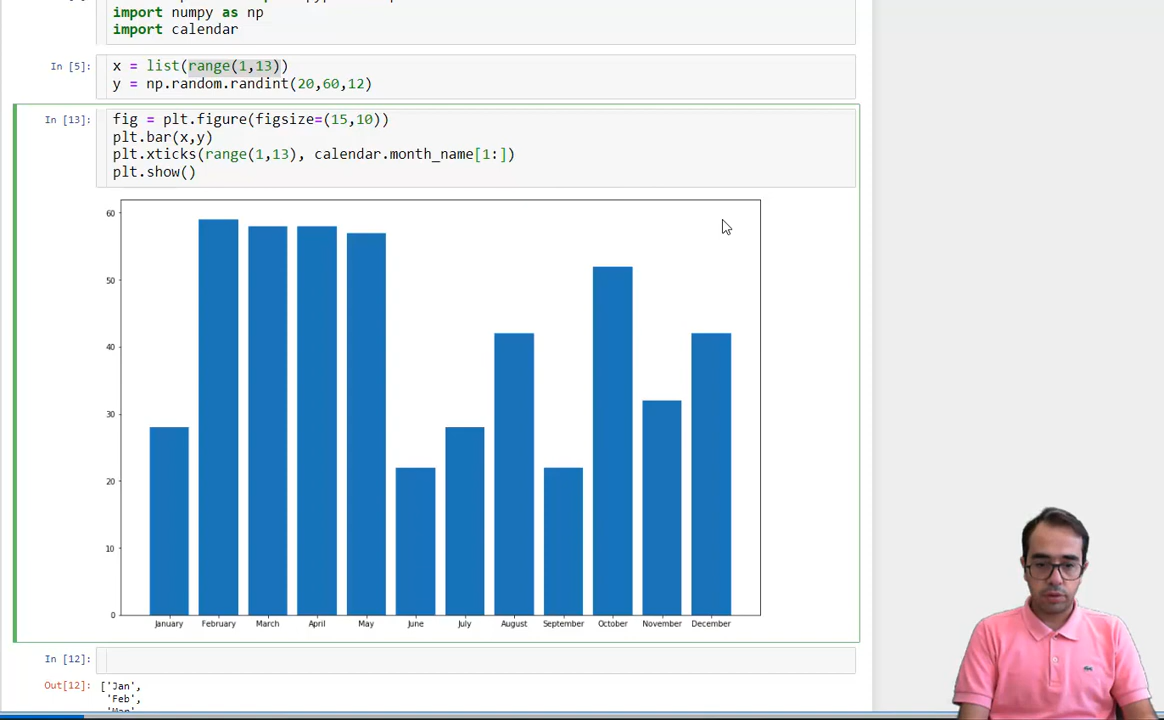 import numpy as np
import calendar
In [5]:
x = list(range(1,13))
y = np.random.randint(20,60,12)
In [13]:
fig = plt.figure(figsize=(15,10))
plt.bar(x,y)
plt.xticks(range(1,13), calendar.month_name[1:])
plt.show()
60
50
40
30
20
10
0
January February March April May June July August September October November December
In [12]:
Out[12]: ['Jan',
'Feb',